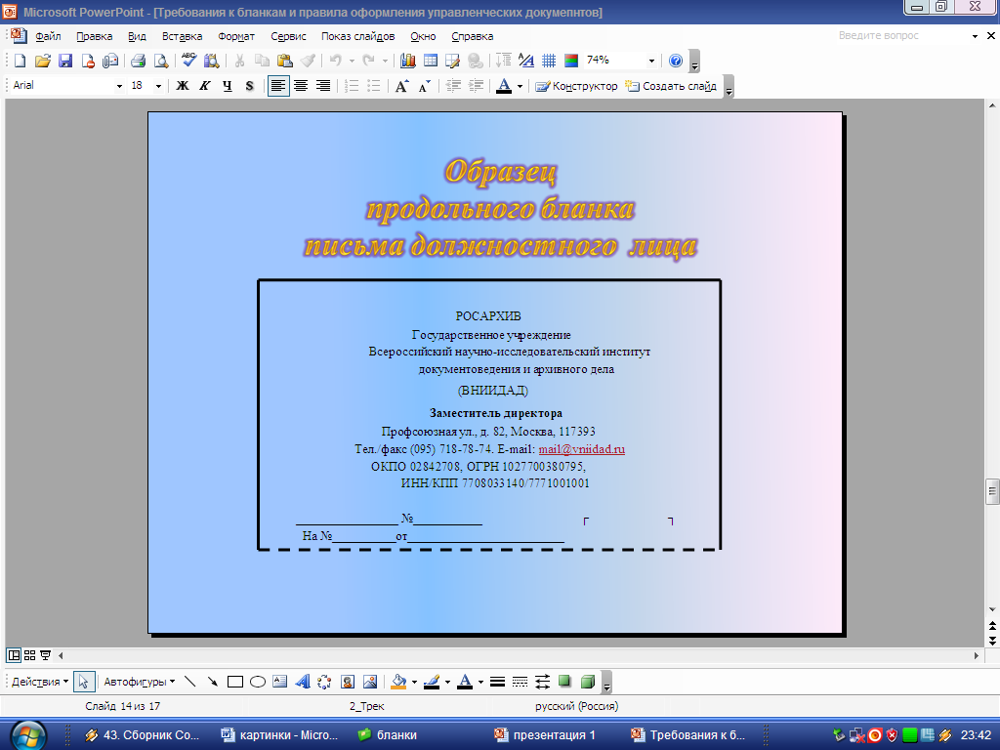 Microsoft PowerPoint - [Требования к бланкам и правила оформления управленческих докумепнтов]
Файл Правка Вид Вставка Формат Сервис Показ слайдов Окно Справка Введите вопрос
74%
Arial 18 Ж К Ч S Конструктор Создать слайд
Образец
продольного бланка
письма должностного лица
РОСАРХИВ
Государственное учреждение
Всероссийский научно-исследовательский институт
документоведения и архивного дела
(ВНИИДАД)
Заместитель директора
Профсоюзная ул., д. 82, Москва, 117393
Тел./факс (095) 718-78-74. E-mail: mail@vniidad.ru
ОКПО 02842708, ОГРН 1027700380795,
ИНН/КПП 7708033140/7771001001
________________ №___________
На №__________от_________________________
Действия Автофигуры
Слайд 14 из 17 2_Трек русский (Россия)
43. Сборник Со... картинки - Micro... бланки презентация 1 Требования к б... 23:42